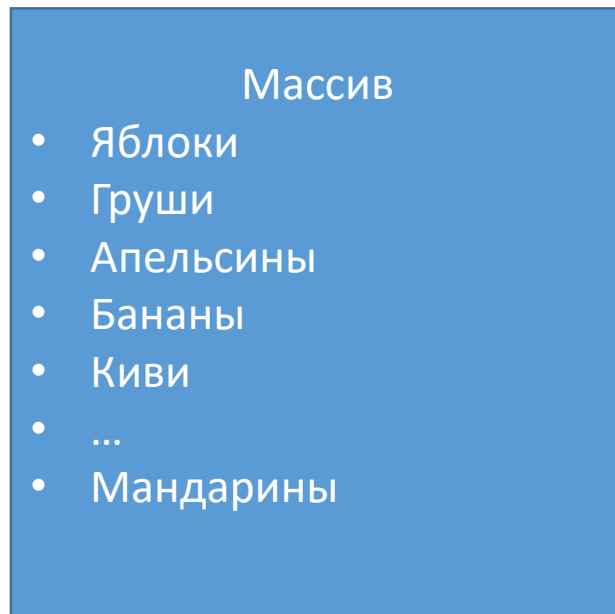 Массив
• Яблоки
• Груши
• Апельсины
• Бананы
• Киви
• …
• Мандарины